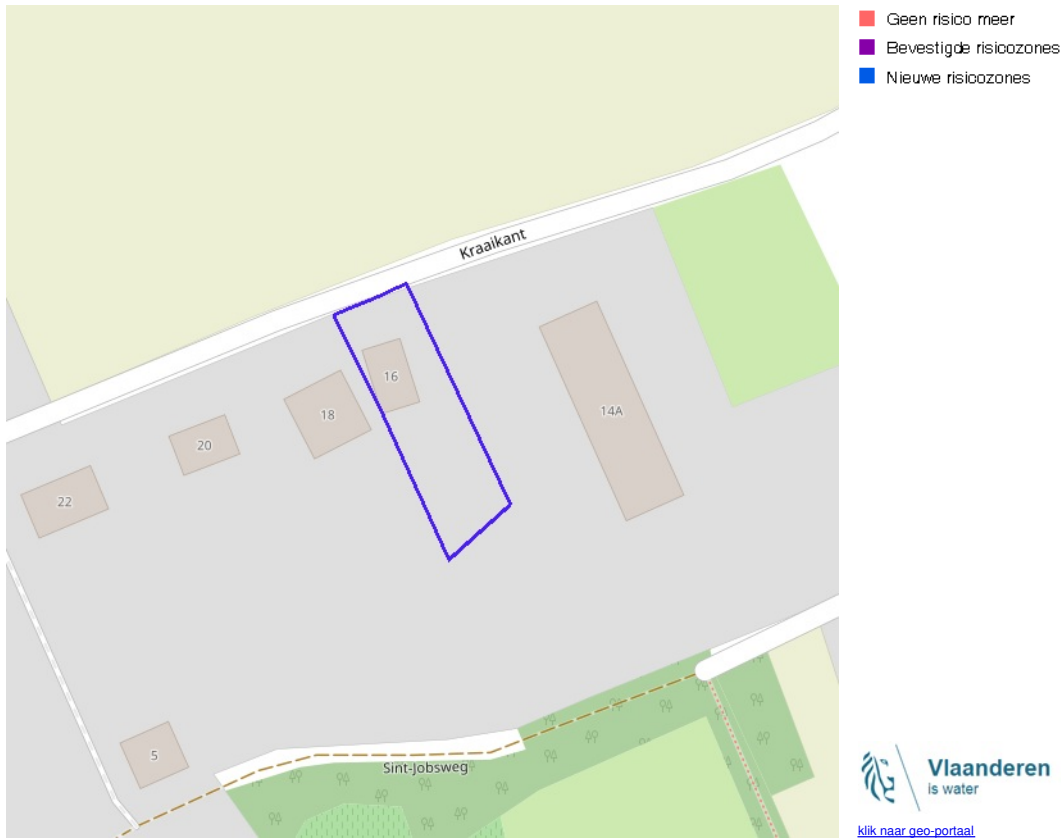 Geen risico meer
Bevestigde risicozones
Nieuwe risicozones
Kraaikant
16
18
14A
20
22
5
Sint-Jobsweg
Vlaanderen
is water
klik naar geo-portaal